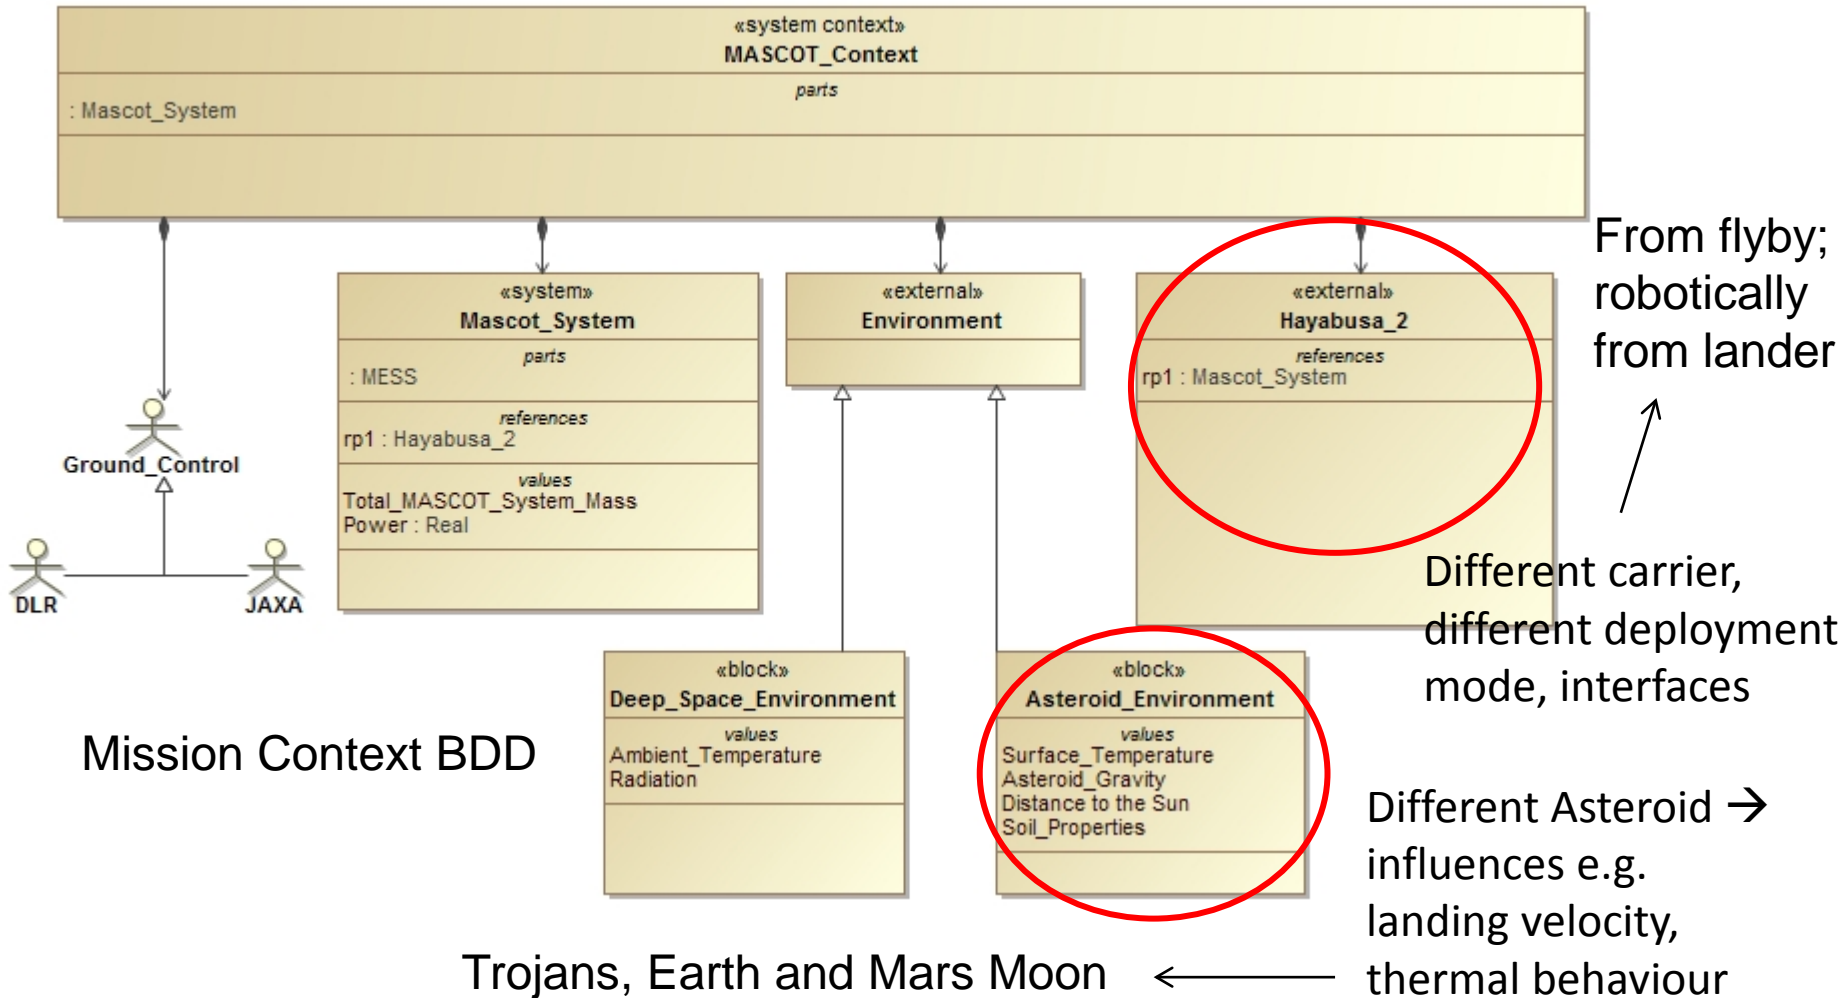 «system context»
MASCOT_Context
parts
: Mascot_System
From flyby;
robotically
from lander
«system»
Mascot_System
parts
: MESS
references
rp1 : Hayabusa_2
values
Total_MASCOT_System_Mass
Power : Real
«external»
Environment
«external»
Hayabusa_2
references
rp1 : Mascot_System
Ground_Control
DLR
JAXA
Different carrier,
different deployment
mode, interfaces
«block»
Deep_Space_Environment
values
Ambient_Temperature
Radiation
«block»
Asteroid_Environment
values
Surface_Temperature
Asteroid_Gravity
Distance to the Sun
Soil_Properties
Mission Context BDD
Different Asteroid →
influences e.g.
landing velocity,
thermal behaviour
Trojans, Earth and Mars Moon